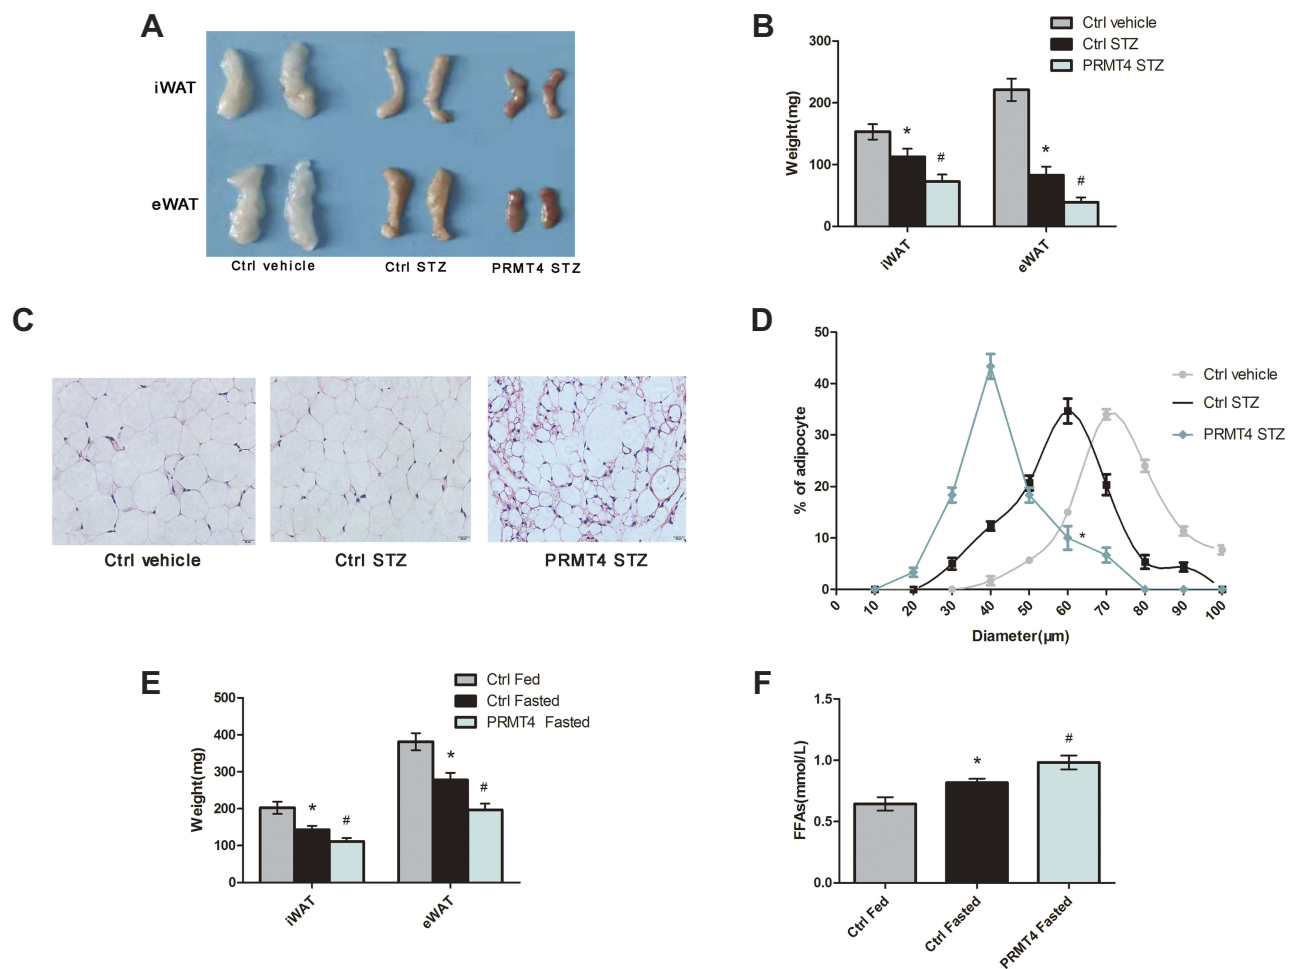 A
iWAT
eWAT
Ctrl vehicle
Ctrl STZ
PRMT4 STZ
B
Ctrl vehicle
Ctrl STZ
PRMT4 STZ
Weight(mg)
300
200
100
0
*
#
*
#
iWAT
eWAT
C
Ctrl vehicle
Ctrl STZ
PRMT4 STZ
D
% of adipocyte
50
40
30
20
10
0
*
0
10
20
30
40
50
60
70
80
90
100
Diameter(µm)
Ctrl vehicle
Ctrl STZ
PRMT4 STZ
E
Ctrl Fed
Ctrl Fasted
PRMT4 Fasted
Weight(mg)
500
400
300
200
100
0
*
#
*
#
iWAT
eWAT
F
FFAs(mmol/L)
1.5
1.0
0.5
0.0
*
#
Ctrl Fed
Ctrl Fasted
PRMT4 Fasted